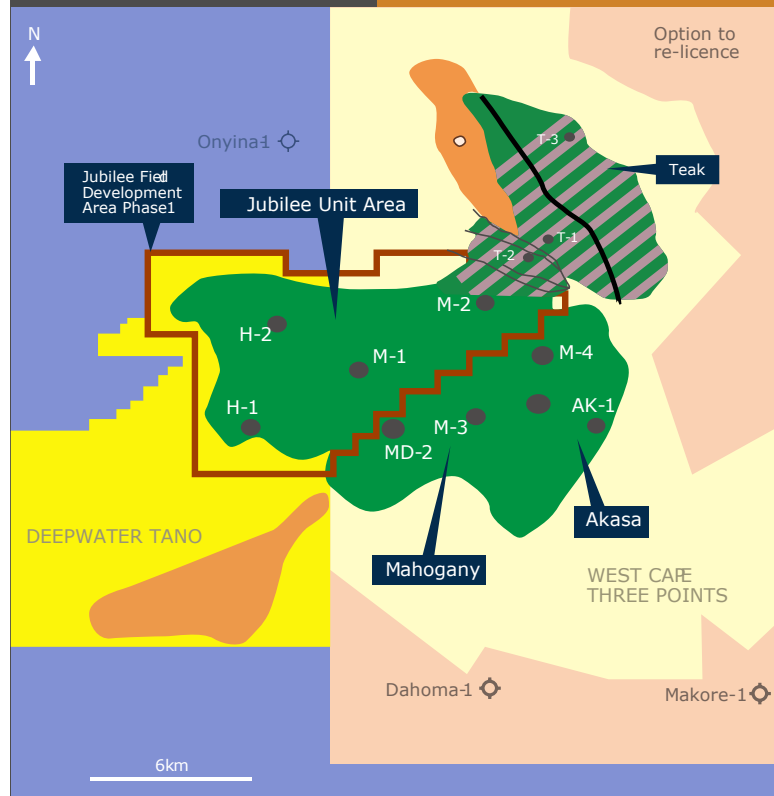 N
Option to
re-licence
Onyina-1
T-3
Jubilee Field
Development
Area Phase1
Teak
Jubilee Unit Area
T-1
T-2
M-2
H-2
M-4
M-1
AK-1
H-1
M-3
MD-2
Akasa
DEEPWATER TANO
Mahogany
WEST CAPE
THREE POINTS
Dahoma-1
Makore-1
6km